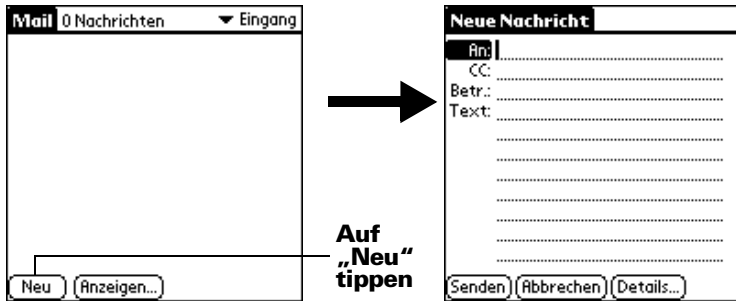 Mail 0 Nachrichten Eingang
Neu Anzeigen...
Auf
„Neu“
tippen
Neue Nachricht
An:
CC:
Betr.:
Text:
Senden Abbrechen Details...